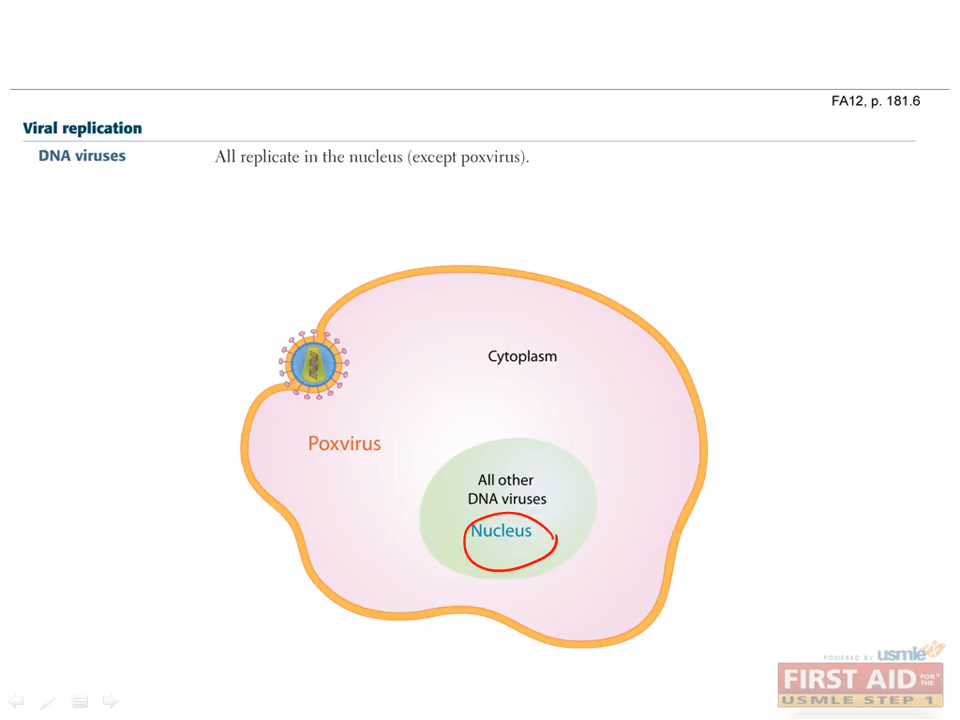 FA12, p. 181.6
Viral replication
DNA viruses All replicate in the nucleus (except poxvirus).
Cytoplasm
Poxvirus
All other
DNA viruses
Nucleus
POWERED BY usmle
FIRST AID FOR THE®
USMLE STEP 1